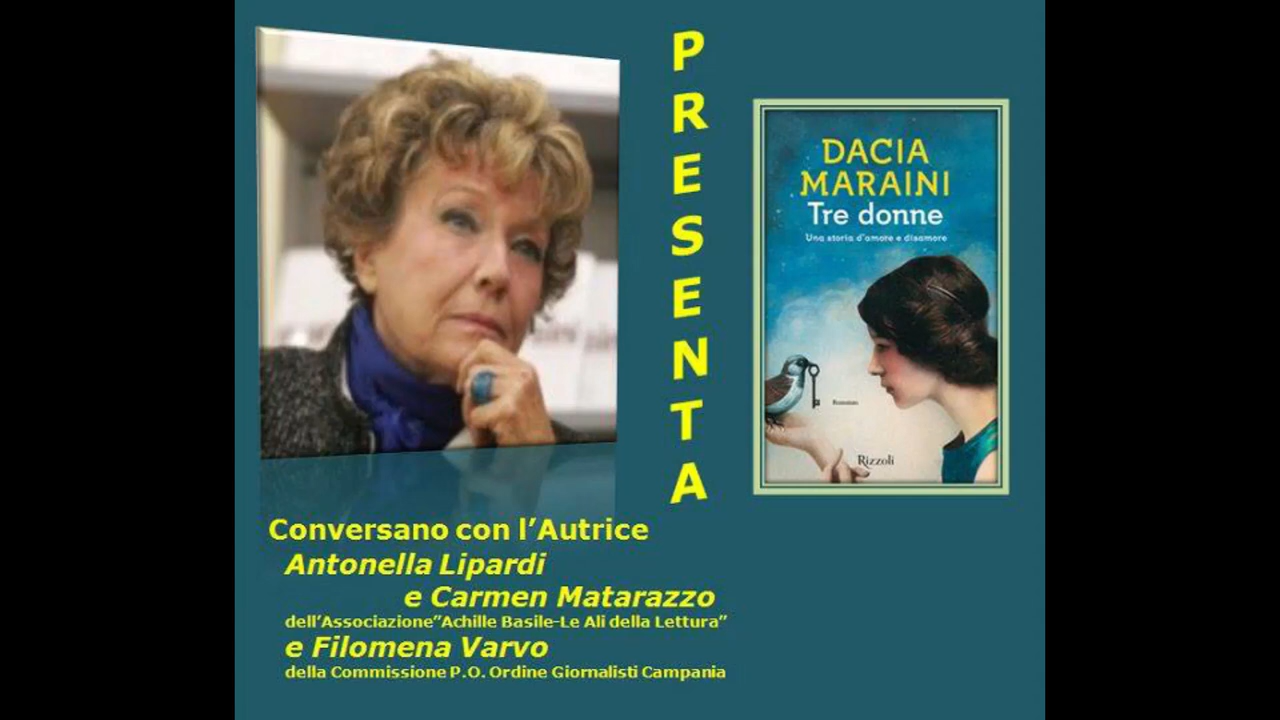 PRESENTA
DACIA
MARAINI
Tre donne
Una storia d'amore e disamore
Romanzo
Rizzoli
Conversano con l'Autrice
Antonella Lipardi
e Carmen Matarazzo
dell'Associazione"Achille Basile-Le Ali della Lettura"
e Filomena Varvo
della Commissione P.O. Ordine Giornalisti Campania